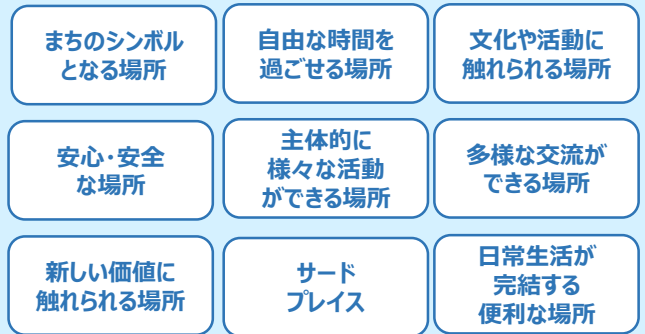 まちのシンボル
となる場所
自由な時間を
過ごせる場所
文化や活動に
触れられる場所
安心・安全
な場所
主体的に
様々な活動
ができる場所
多様な交流が
できる場所
新しい価値に
触れられる場所
サード
プレイス
日常生活が
完結する
便利な場所